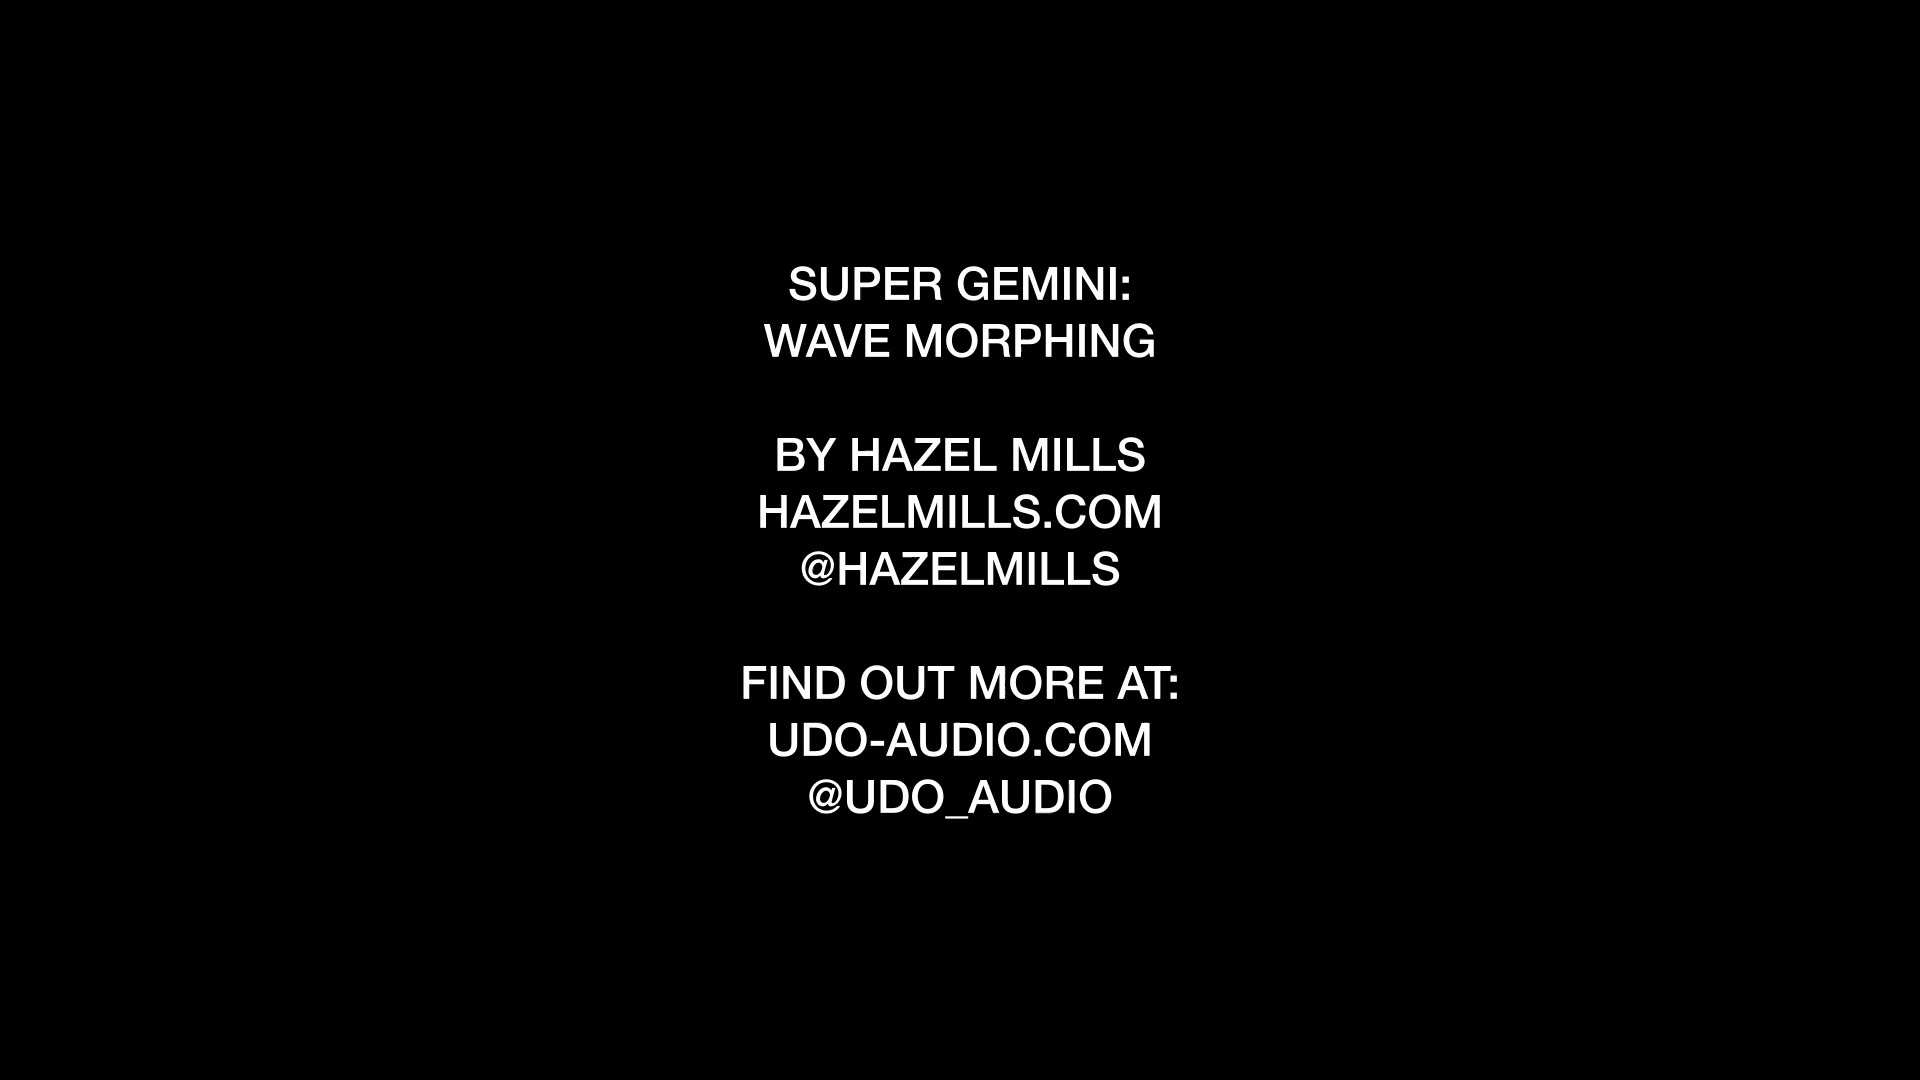 SUPER GEMINI:
WAVE MORPHING
BY HAZEL MILLS
HAZELMILLS.COM
@HAZELMILLS
FIND OUT MORE AT:
UDO-AUDIO.COM
@UDO_AUDIO